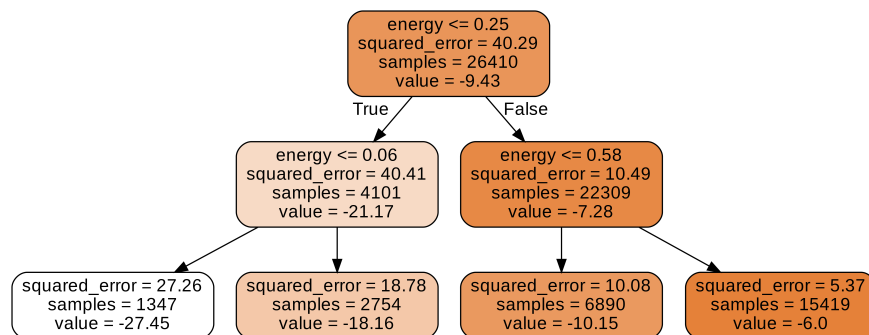 energy <= 0.25
squared_error = 40.29
samples = 26410
value = -9.43
True
False
energy <= 0.06
squared_error = 40.41
samples = 4101
value = -21.17
energy <= 0.58
squared_error = 10.49
samples = 22309
value = -7.28
squared_error = 27.26
samples = 1347
value = -27.45
squared_error = 18.78
samples = 2754
value = -18.16
squared_error = 10.08
samples = 6890
value = -10.15
squared_error = 5.37
samples = 15419
value = -6.0